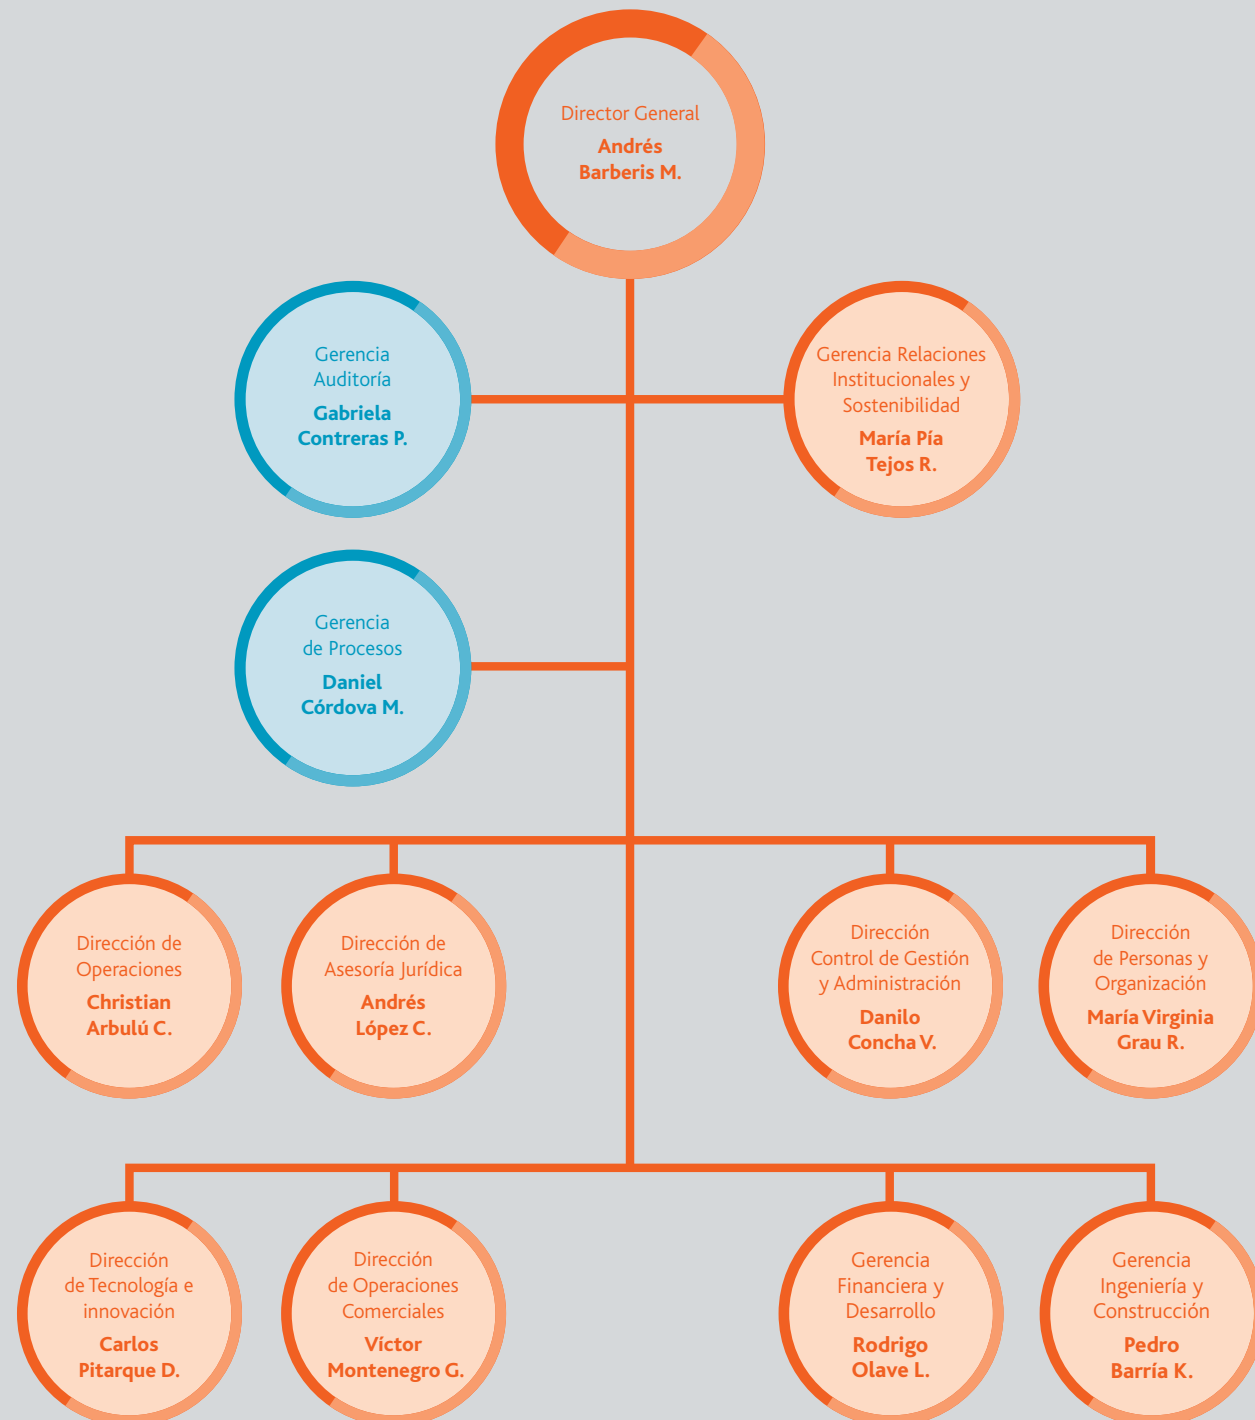 Director General
Andrés
Barberis M.
Gerencia
Auditoría
Gabriela
Contreras P.
Gerencia Relaciones
Institucionales y
Sostenibilidad
María Pía
Tejos R.
Gerencia
de Procesos
Daniel
Córdova M.
Dirección de
Operaciones
Christian
Arbulú C.
Dirección de
Asesoría Jurídica
Andrés
López C.
Dirección
Control de Gestión
y Administración
Danilo
Concha V.
Dirección
de Personas y
Organización
María Virginia
Grau R.
Dirección
de Tecnología e
innovación
Carlos
Pitarque D.
Dirección
de Operaciones
Comerciales
Víctor
Montenegro G.
Gerencia
Financiera y
Desarrollo
Rodrigo
Olave L.
Gerencia
Ingeniería y
Construcción
Pedro
Barría K.